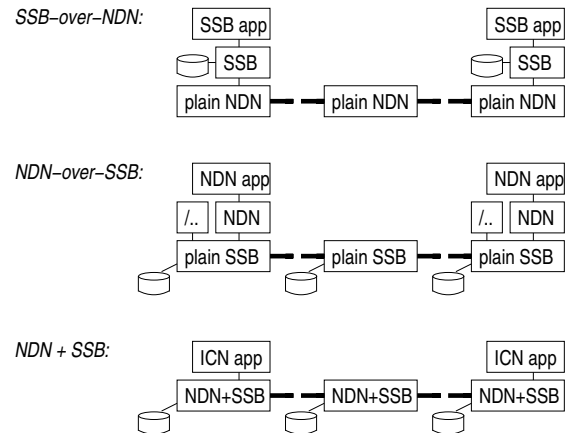 SSB–over–NDN:
SSB app SSB app
SSB SSB
plain NDN plain NDN plain NDN
NDN–over–SSB:
NDN app NDN app
/.. NDN /.. NDN
plain SSB plain SSB plain SSB
NDN + SSB:
ICN app ICN app
NDN+SSB NDN+SSB NDN+SSB